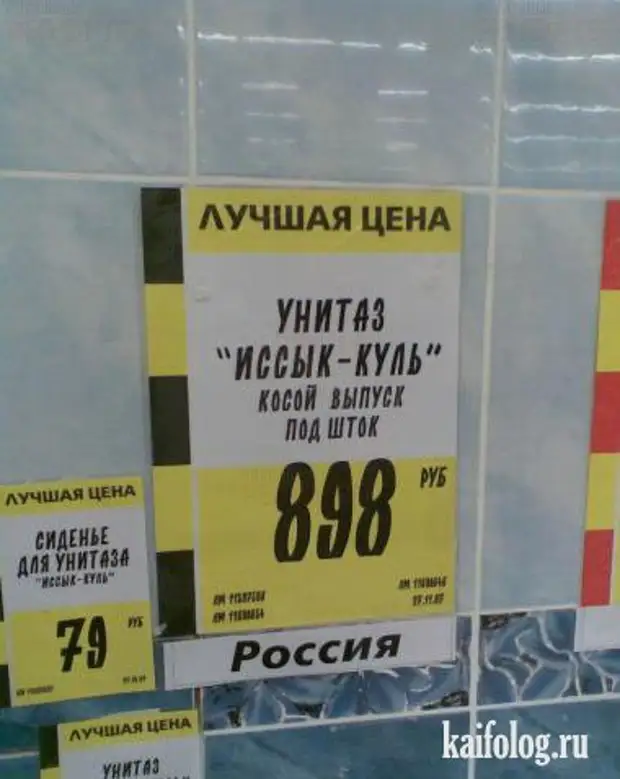 ЛУЧШАЯ ЦЕНА
УНИТАЗ
"ИССЫК-КУЛЬ"
КОСОЙ ВЫПУСК
ПОД ШТОК
898 РУБ
Россия
ЛУЧШАЯ ЦЕНА
СИДЕНЬЕ
ДЛЯ УНИТАЗА
"ИССЫК-КУЛЬ"
79 РУБ
ЛУЧШАЯ ЦЕНА
УНИТАЗ
kaifolog.ru